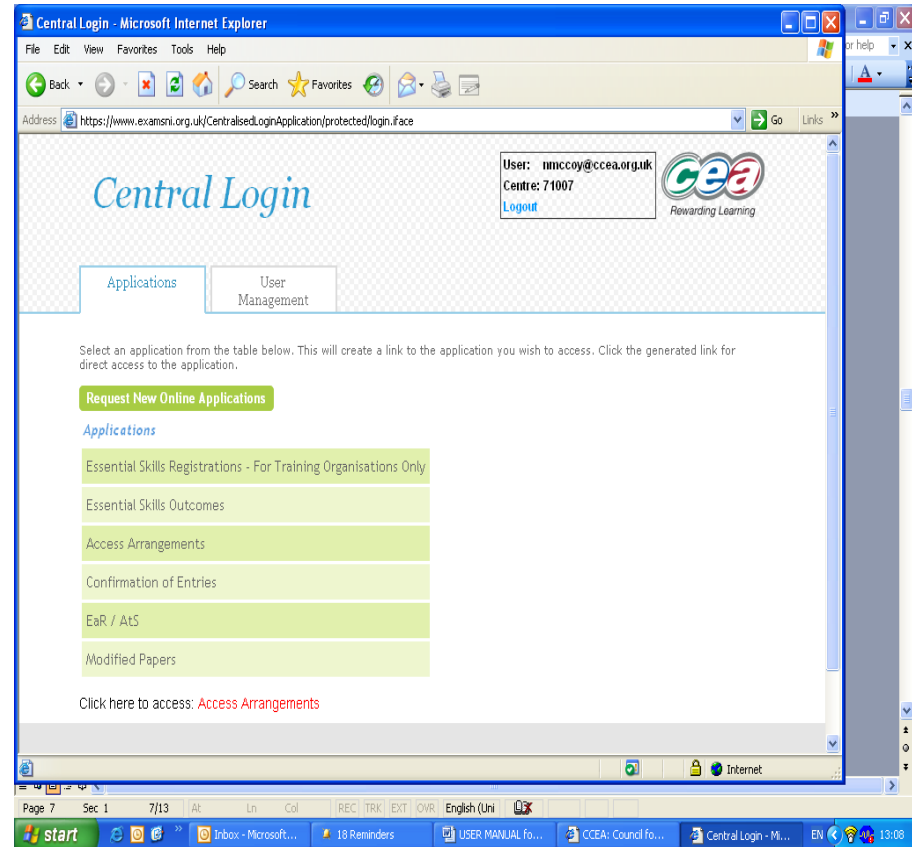 Central Login - Microsoft Internet Explorer
File Edit View Favorites Tools Help
or help
Back Search Favorites
A
Address https://www.examsni.org.uk/CentralisedLoginApplication/protected/login.iface Go Links »
Central Login
User: nmccoy@ccea.org.uk
Centre: 71007
Logout
ccea
Rewarding Learning
Applications
User
Management
Select an application from the table below. This will create a link to the application you wish to access. Click the generated link for
direct access to the application.
Request New Online Applications
Applications
Essential Skills Registrations - For Training Organisations Only
Essential Skills Outcomes
Access Arrangements
Confirmation of Entries
EaR / AtS
Modified Papers
Click here to access: Access Arrangements
Internet
Page 7 Sec 1 7/13 At Ln Col REC TRK EXT OVR English (Uni
start » Inbox - Microsoft... 18 Reminders USER MANUAL fo... CCEA: Council fo... Central Login - Mi... EN 13:08